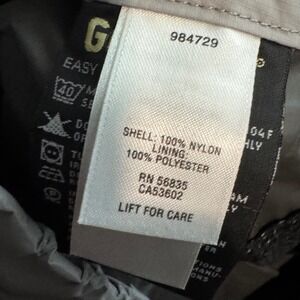 G
984729
EASY
40
SHELL: 100% NYLON
LINING:
100% POLYESTER
RN 56835
CA53602
LIFT FOR CARE